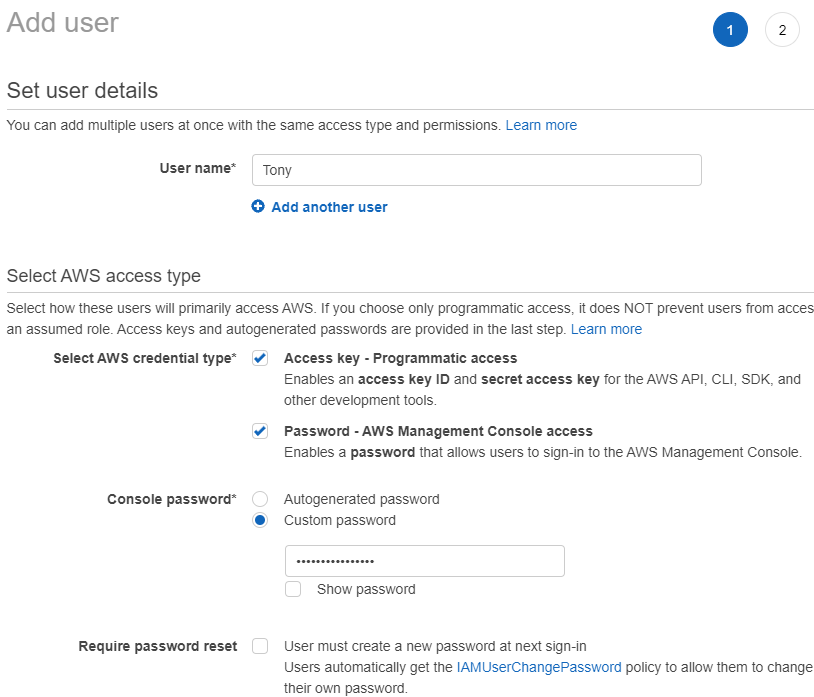 Add user
1 2
Set user details
You can add multiple users at once with the same access type and permissions. Learn more
User name* Tony
Add another user
Select AWS access type
Select how these users will primarily access AWS. If you choose only programmatic access, it does NOT prevent users from acces
an assumed role. Access keys and autogenerated passwords are provided in the last step. Learn more
Select AWS credential type* Access key - Programmatic access
Enables an access key ID and secret access key for the AWS API, CLI, SDK, and
other development tools.
Password - AWS Management Console access
Enables a password that allows users to sign-in to the AWS Management Console.
Console password* Autogenerated password
Custom password
••••••••••••••••
Show password
Require password reset User must create a new password at next sign-in
Users automatically get the IAMUserChangePassword policy to allow them to change
their own password.